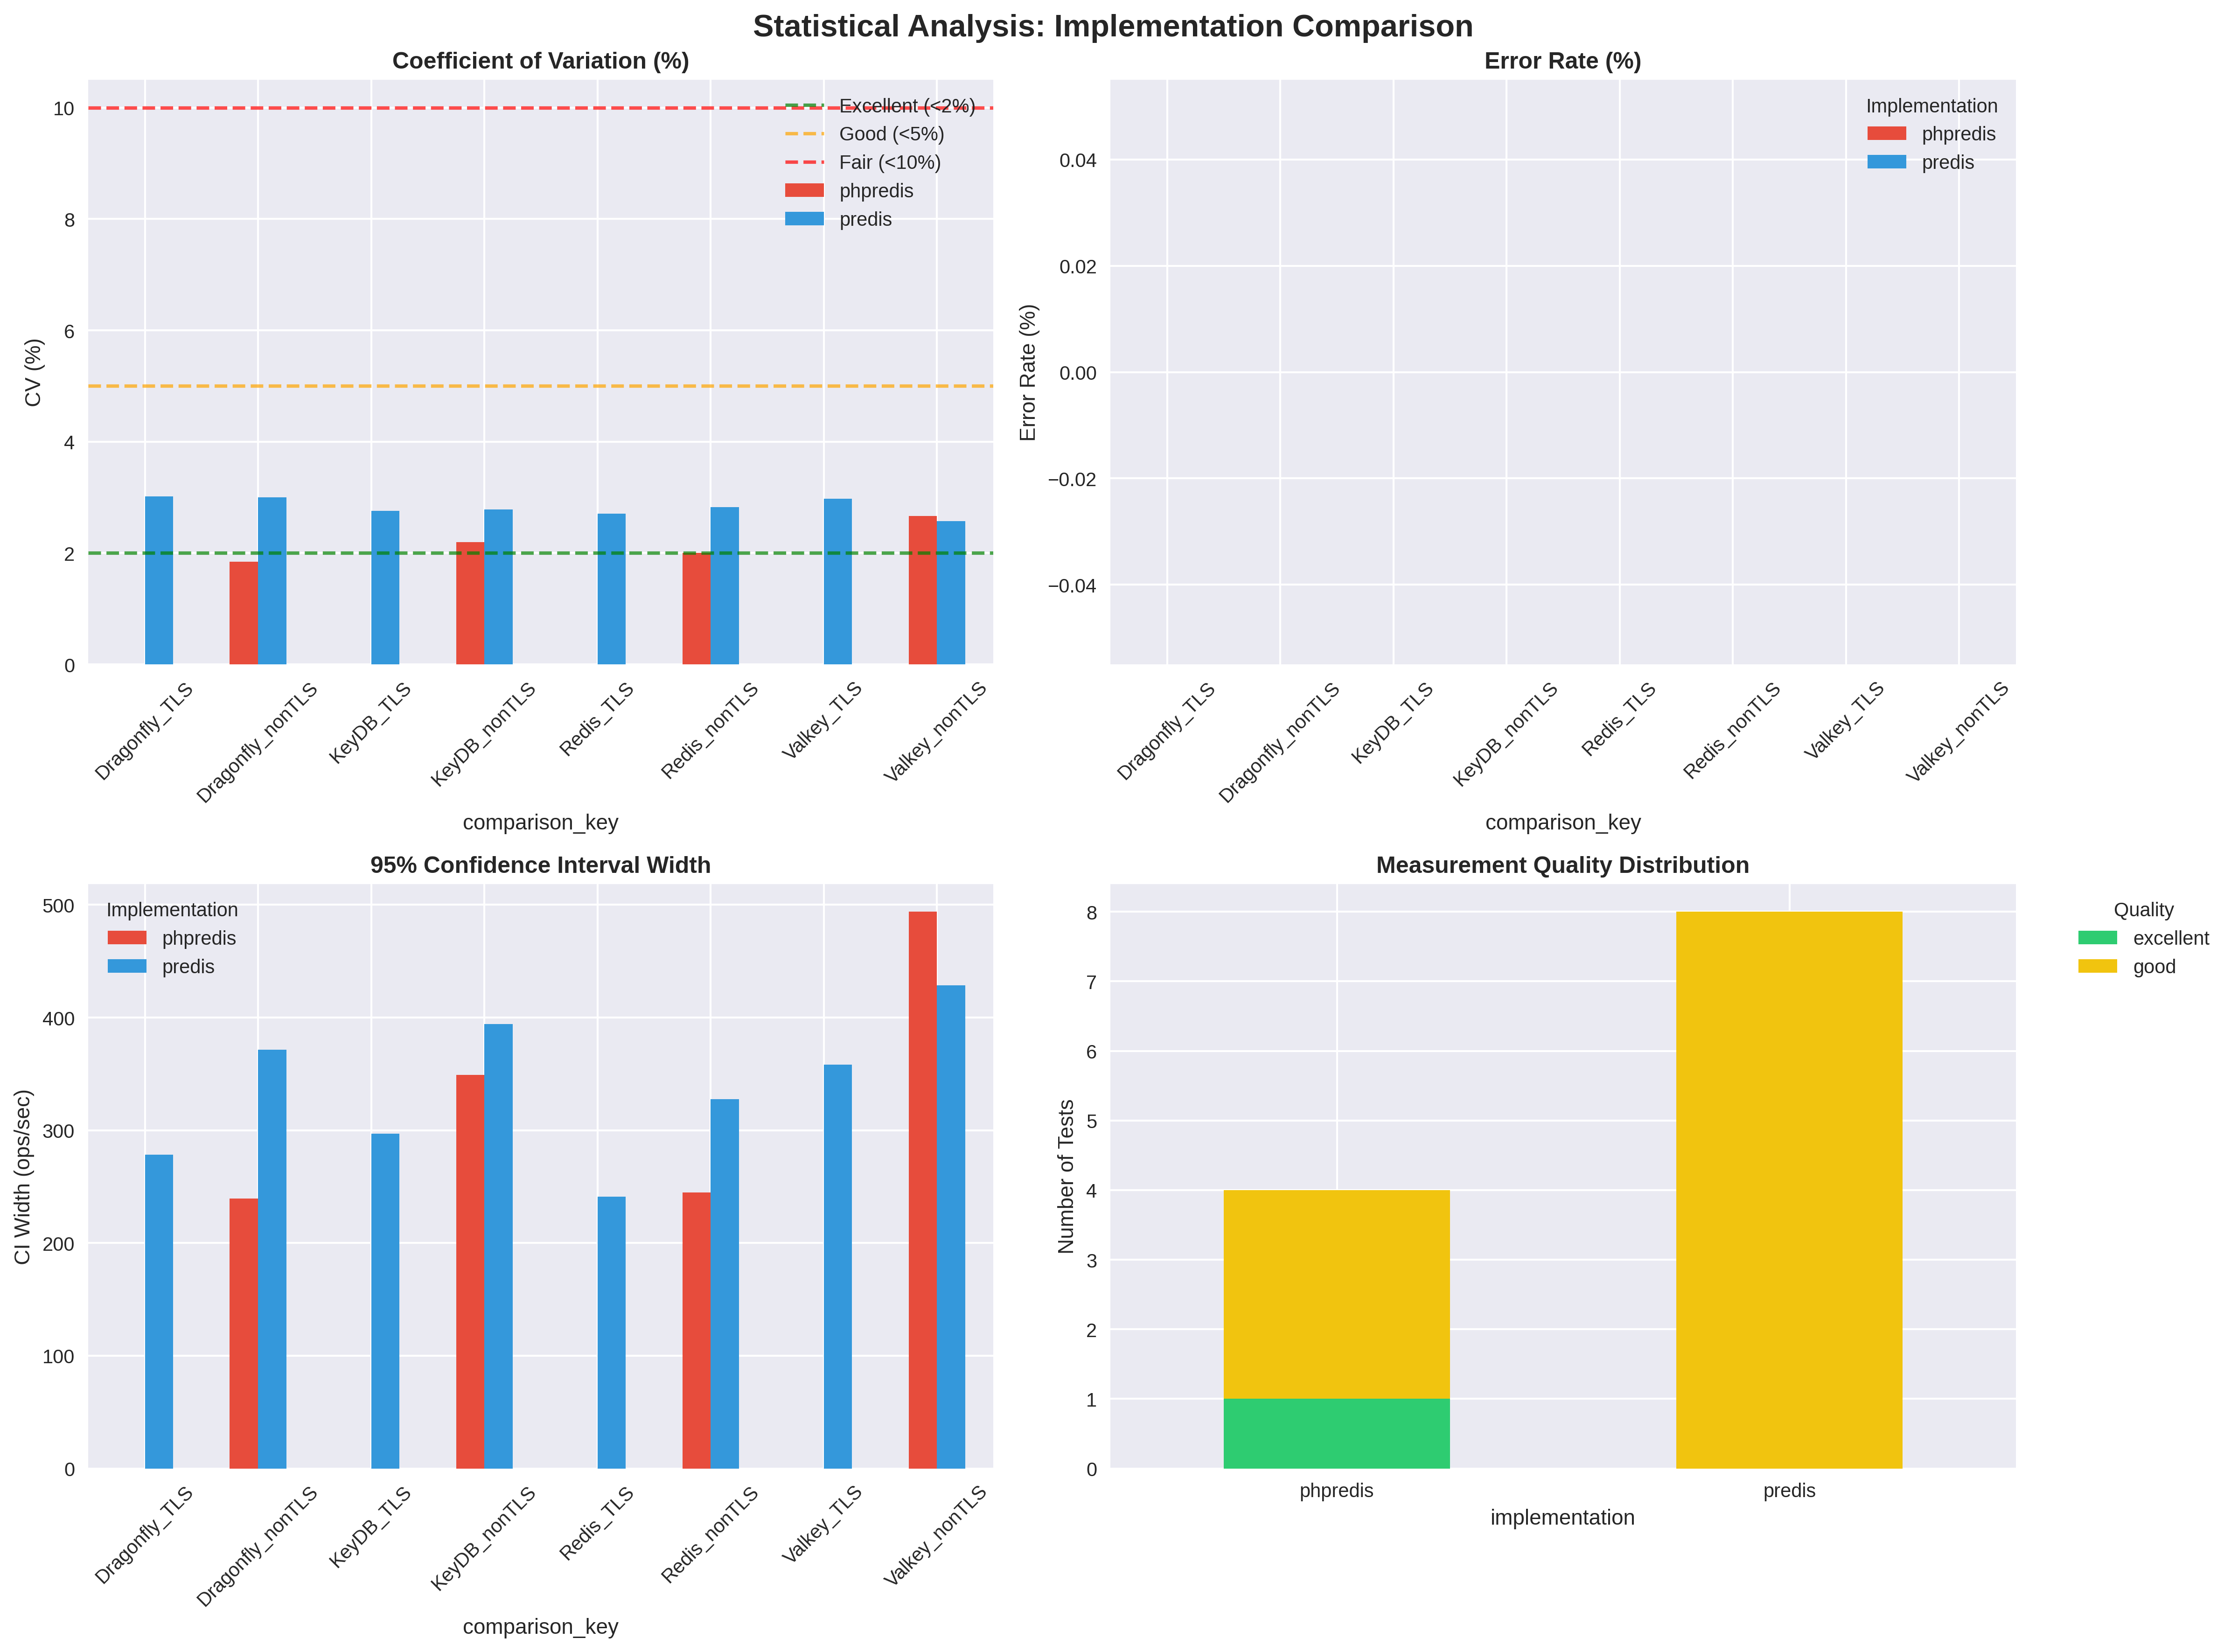 Statistical Analysis: Implementation Comparison
Coefficient of Variation (%)
CV (%)
10
8
6
4
2
0
Excellent (<2%)
Good (<5%)
Fair (<10%)
phpredis
predis
Dragonfly_TLS
Dragonfly_nonTLS
KeyDB_TLS
KeyDB_nonTLS
Redis_TLS
Redis_nonTLS
Valkey_TLS
Valkey_nonTLS
comparison_key
Error Rate (%)
Error Rate (%)
0.04
0.02
0.00
−0.02
−0.04
Implementation
phpredis
predis
Dragonfly_TLS
Dragonfly_nonTLS
KeyDB_TLS
KeyDB_nonTLS
Redis_TLS
Redis_nonTLS
Valkey_TLS
Valkey_nonTLS
comparison_key
95% Confidence Interval Width
CI Width (ops/sec)
500
400
300
200
100
0
Implementation
phpredis
predis
Dragonfly_TLS
Dragonfly_nonTLS
KeyDB_TLS
KeyDB_nonTLS
Redis_TLS
Redis_nonTLS
Valkey_TLS
Valkey_nonTLS
comparison_key
Measurement Quality Distribution
Number of Tests
8
7
6
5
4
3
2
1
0
phpredis
predis
implementation
Quality
excellent
good